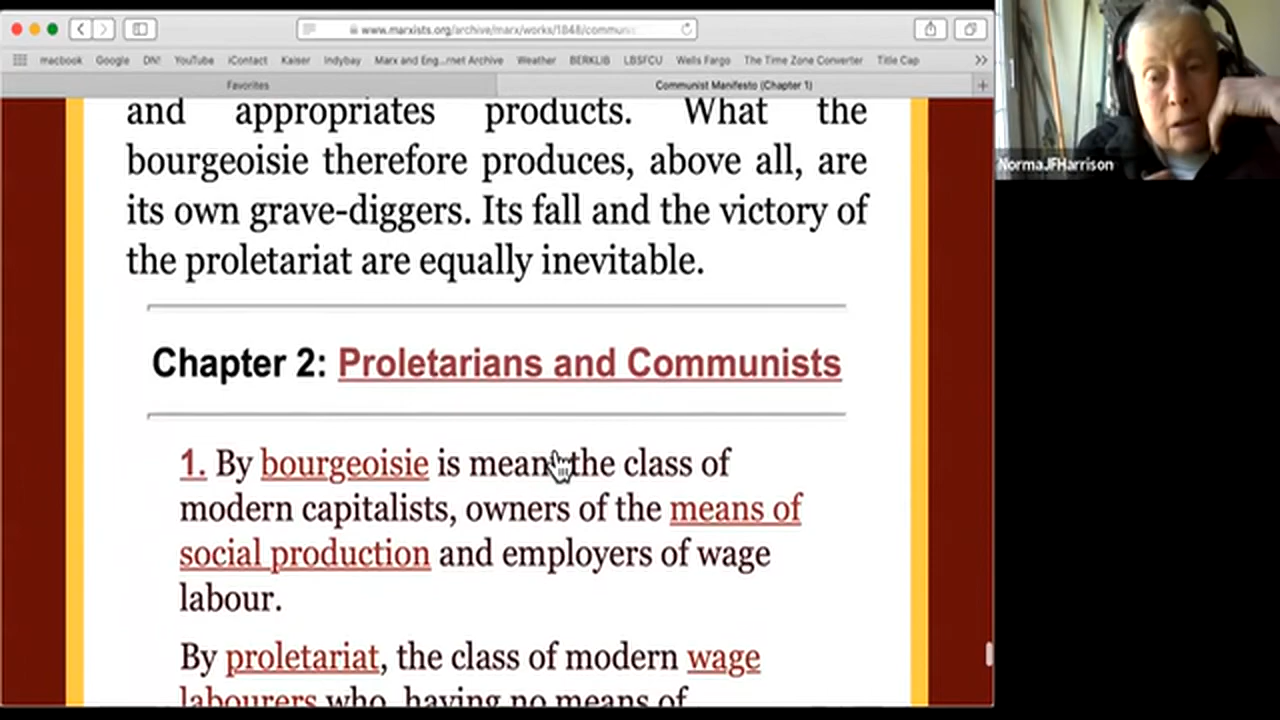 www.marxists.org/archive/marx/works/1848/communis
macbook Google DN! YouTube iContact Kaiser Indybay Marx and Eng...rnet Archive Weather BERKLIB LBSFCU Wells Fargo The Time Zone Converter Title Cap
Favorites Communist Manifesto (Chapter 1)
and appropriates products. What the
bourgeoisie therefore produces, above all, are
its own grave-diggers. Its fall and the victory of
the proletariat are equally inevitable.
Chapter 2: Proletarians and Communists
1. By bourgeoisie is mean the class of
modern capitalists, owners of the means of
social production and employers of wage
labour.
By proletariat, the class of modern wage
labourers who, having no means of
NormaJFHarrison